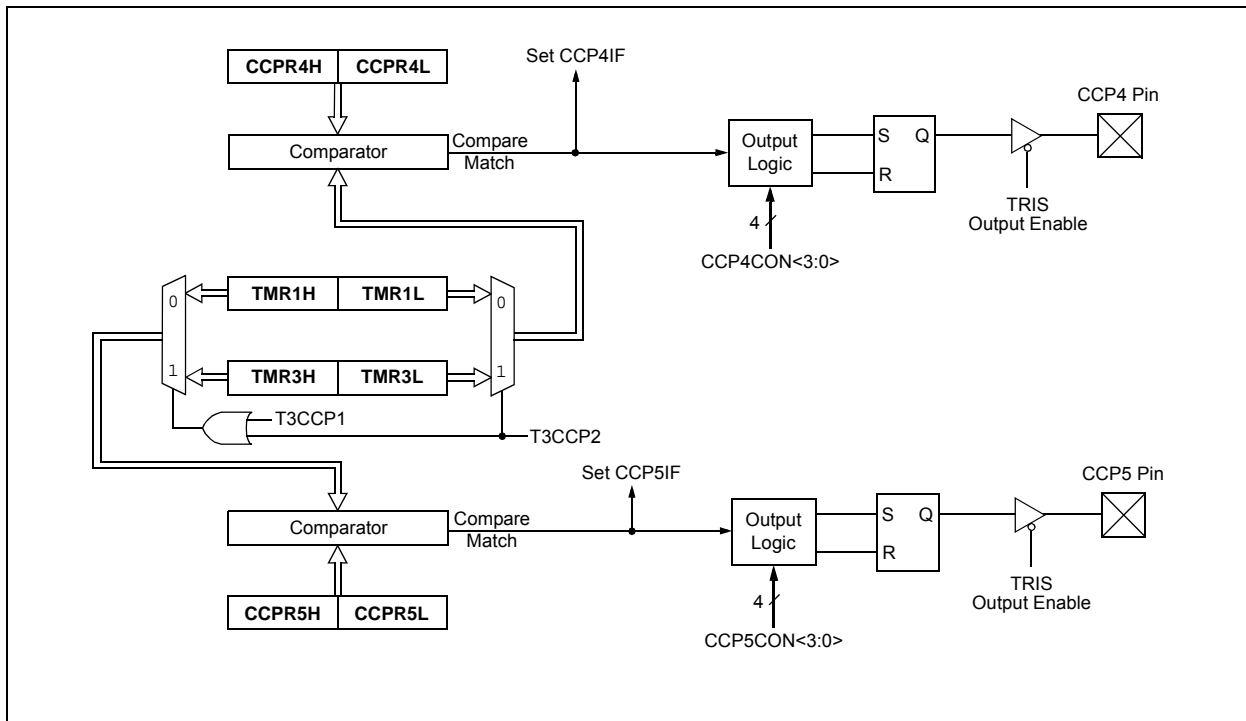 CCPR4H CCPR4L
Set CCP4IF
CCP4 Pin
Comparator
Compare
Match
Output
Logic
S Q
R
TRIS
Output Enable
4
CCP4CON<3:0>
0 TMR1H TMR1L 0
1 TMR3H TMR3L 1
T3CCP1
T3CCP2
Set CCP5IF
CCP5 Pin
Comparator
Compare
Match
Output
Logic
S Q
R
TRIS
Output Enable
4
CCPR5H CCPR5L
CCP5CON<3:0>